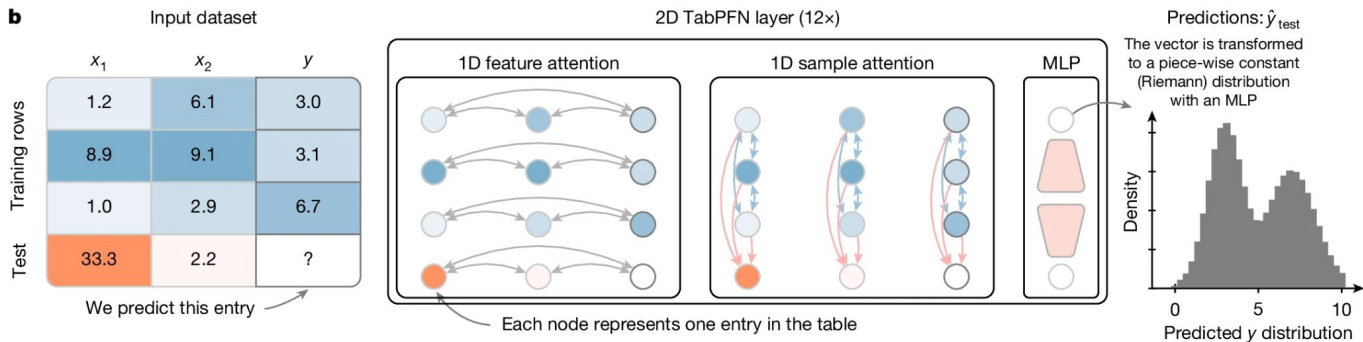 b
Input dataset
x1 x2 y
Training rows
1.2 6.1 3.0
8.9 9.1 3.1
1.0 2.9 6.7
Test
33.3 2.2 ?
We predict this entry
2D TabPFN layer (12×)
1D feature attention
1D sample attention
MLP
Each node represents one entry in the table
Predictions: ŷtest
The vector is transformed
to a piece-wise constant
(Riemann) distribution
with an MLP
Density
0 5 10
Predicted y distribution